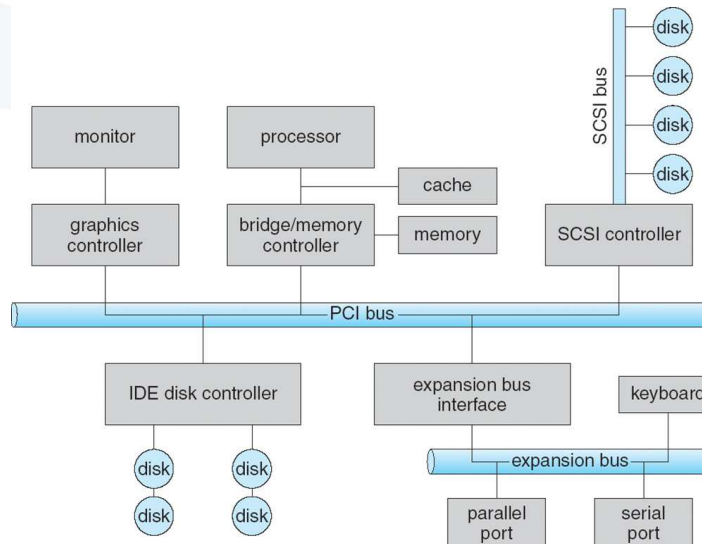 disk
disk
disk
disk
SCSI bus
monitor
processor
cache
graphics
controller
bridge/memory
controller
memory
SCSI controller
PCI bus
IDE disk controller
expansion bus
interface
keyboard
disk
disk
disk
disk
expansion bus
parallel
port
serial
port